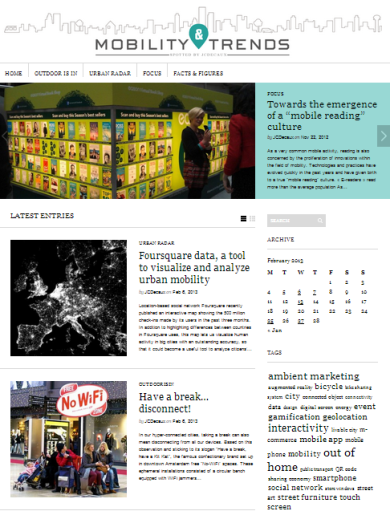 MOBILITY & TRENDS
HOME OUTDOOR IS IN URBAN RADAR FOCUS FACTS & FIGURES
FOCUS
Towards the emergence
of a “mobile reading”
culture
by JCDecaux on Nov 22, 2012
As a very common mobile activity, reading is also
concerned by the proliferation of innovations within
the field of mobility. Technologies and practices have
evolved quickly in the past years and have given birth
to a true “mobile reading” culture. « E-readers » read
more than the average population As...
LATEST ENTRIES
SEARCH
URBAN RADAR
Foursquare data, a tool
to visualize and analyze
urban mobility
by JCDecaux on Feb 8, 2013
Location-based social network Foursquare recently
published an interactive map showing the 500 million
check-ins made by its users in the past three months.
In addition to highlighting differences between countries
in Foursquare uses, this map lets us visualize human
activity in big cities with an outstanding accuracy, so
that it could become a useful tool to analyze citizens...
OUTDOOR IS IN
Have a break...
disconnect!
by JCDecaux on Feb 6, 2013
In our hyper-connected cities, taking a break can also
mean disconnecting from all our devices. Based on this
observation and sticking to its slogan “Have a break,
have a Kit Kat”, the famous confectionery brand set up
in downtown Amsterdam free “No-WiFi” spaces. These
ephemeral installations consisted of a circular bench
equipped with WiFi jammers...
No WiFi
ARCHIVE
February 2013
M T W T F S S
1 2 3
4 5 6 7 8 9 10
11 12 13 14 15 16 17
18 19 20 21 22 23 24
25 26 27 28
« Jan
TAGS
ambient marketing
augmented reality bicycle bluesharing
system city connected object connectivity
data design digital screen energy event
gamification geolocation
interactivity livable city m-
commerce mobile app mobile
phone mobility out of
home public transport QR code
sharing economy smartphone
social network store window street
art street furniture touch
screen